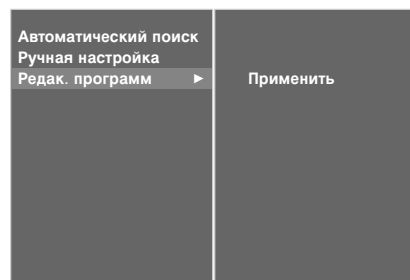 Автоматический поиск
Ручная настройка
Редак. программ ► Применить